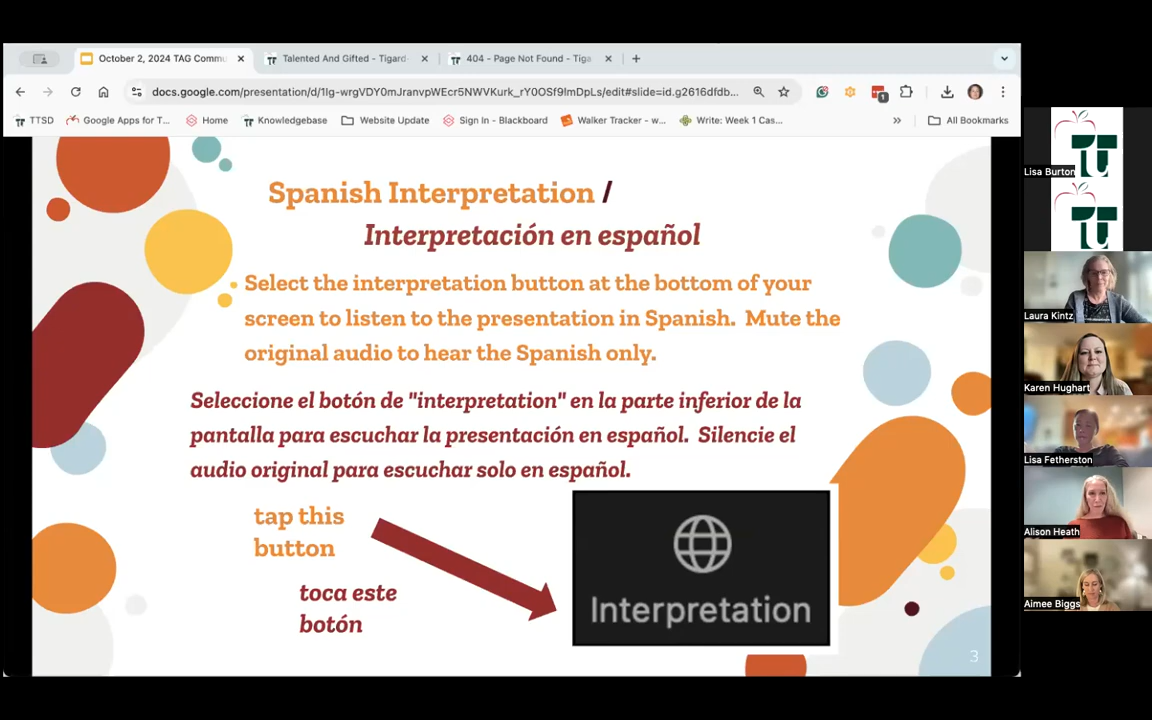 October 2, 2024 TAG Commu
Talented And Gifted - Tigard-
404 - Page Not Found - Tiga
docs.google.com/presentation/d/1Ig-wrgVDY0mJranvpWEcr5NWVKurk_rY0OSf9lmDpLs/edit#slide=id.g2616dfdb...
1
TTSD
Google Apps for T...
Home
Knowledgebase
Website Update
Sign In - Blackboard
Walker Tracker - w...
Write: Week 1 Cas...
»
All Bookmarks
Spanish Interpretation /
Interpretación en español
Select the interpretation button at the bottom of your
screen to listen to the presentation in Spanish. Mute the
original audio to hear the Spanish only.
Seleccione el botón de "interpretation" en la parte inferior de la
pantalla para escuchar la presentación en español. Silencie el
audio original para escuchar solo en español.
tap this
button
toca este
botón
Interpretation
3
Lisa Burton
Laura Kintz
Karen Hughart
Lisa Fetherston
Alison Heath
Aimee Biggs